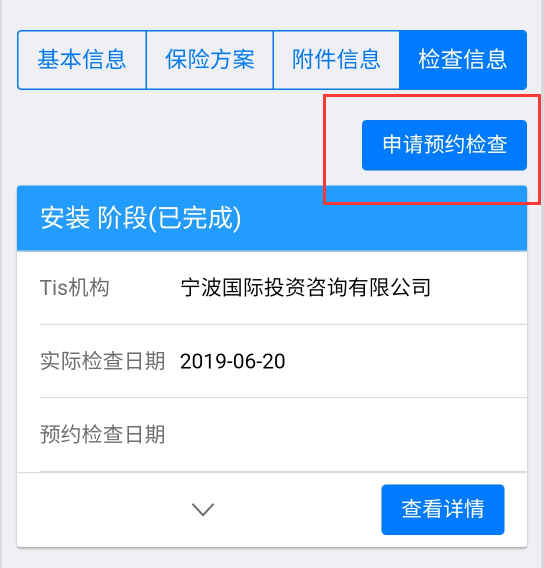 基本信息 保险方案 附件信息 检查信息
申请预约检查
安装 阶段(已完成)
Tis机构 宁波国际投资咨询有限公司
实际检查日期 2019-06-20
预约检查日期
查看详情